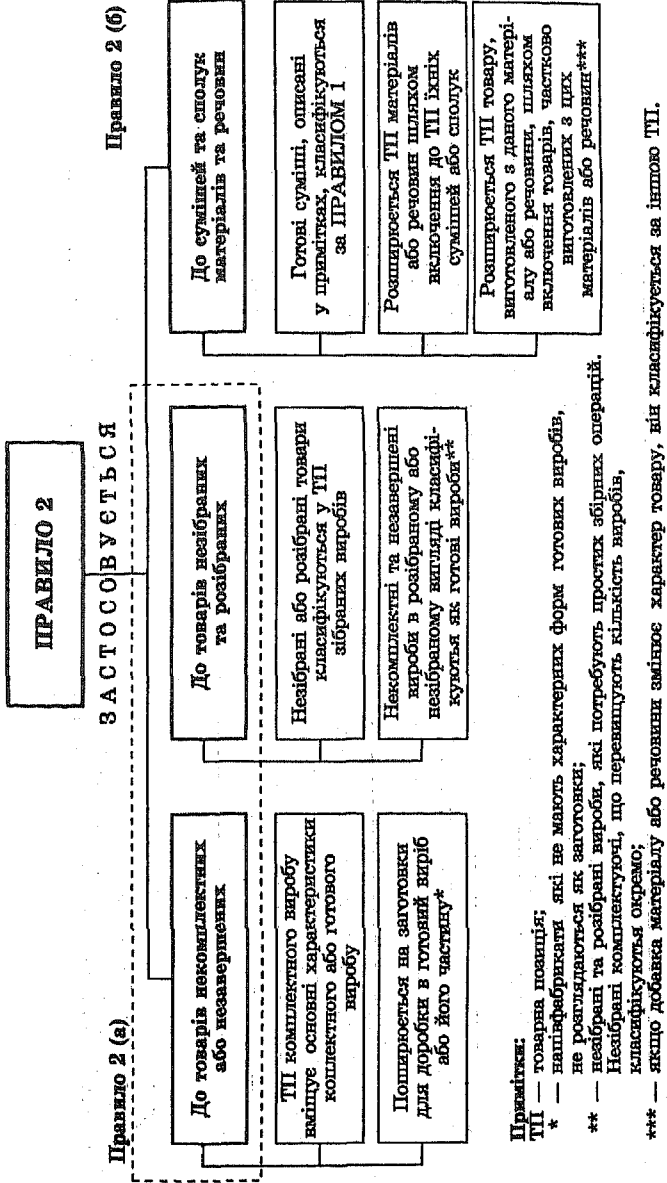 ПРАВИЛО 2
ЗАСТОСОВУЄТЬСЯ
Правило 2 (а)
Правило 2 (б)
До товарів некомплектних
або незавершених
ТП комплектного виробу
вміщує основні характеристики
коплектного або готового
виробу
Поширюється на заготовки
для доробки в готовий виріб
або його частину*
До товарів незібраних
та розібраних
Незібрані або розібрані товари
класифікуються у ТП
зібраних виробів
Некомплектні та незавершені
вироби в розібраному або
незібраному вигляді класифі-
куються як готові вироби**
До сумішей та сполук
матеріалів та речовин
Готові суміші, описані
у примітках, класифікуються
за ПРАВИЛОМ 1
Розширюється ТП матеріалів
або речовин шляхом
включення до ТП їхніх
сумішей або сполук
Розширюється ТП товару,
виготовленого з даного матері-
алу або речовини, шляхом
включення товарів, частково
виготовлених з цих
матеріалів або речовин***
Примітки:
ТП — товарна позиція;
* — напівфабрикати які не мають характерних форм готових виробів,
не розглядаються як заготовки;
** — незібрані та розібрані вироби, які потребують простих збірних операцій.
Незібрані комплектуючі, що перевищують кількість виробів,
класифікуютья окремо;
*** — якщо добавка матеріалу або речовини змінює характер товару, він класифікується за іншою ТП.